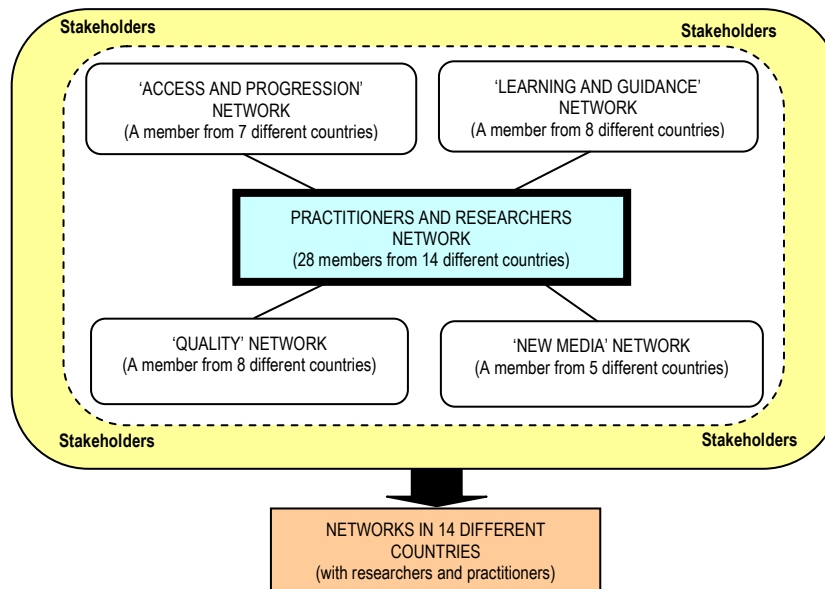 Stakeholders
Stakeholders
‘ACCESS AND PROGRESSION’
NETWORK
(A member from 7 different countries)
‘LEARNING AND GUIDANCE’
NETWORK
(A member from 8 different countries)
PRACTITIONERS AND RESEARCHERS
NETWORK
(28 members from 14 different countries)
‘QUALITY’ NETWORK
(A member from 8 different countries)
‘NEW MEDIA’ NETWORK
(A member from 5 different countries)
Stakeholders
Stakeholders
NETWORKS IN 14 DIFFERENT
COUNTRIES
(with researchers and practitioners)